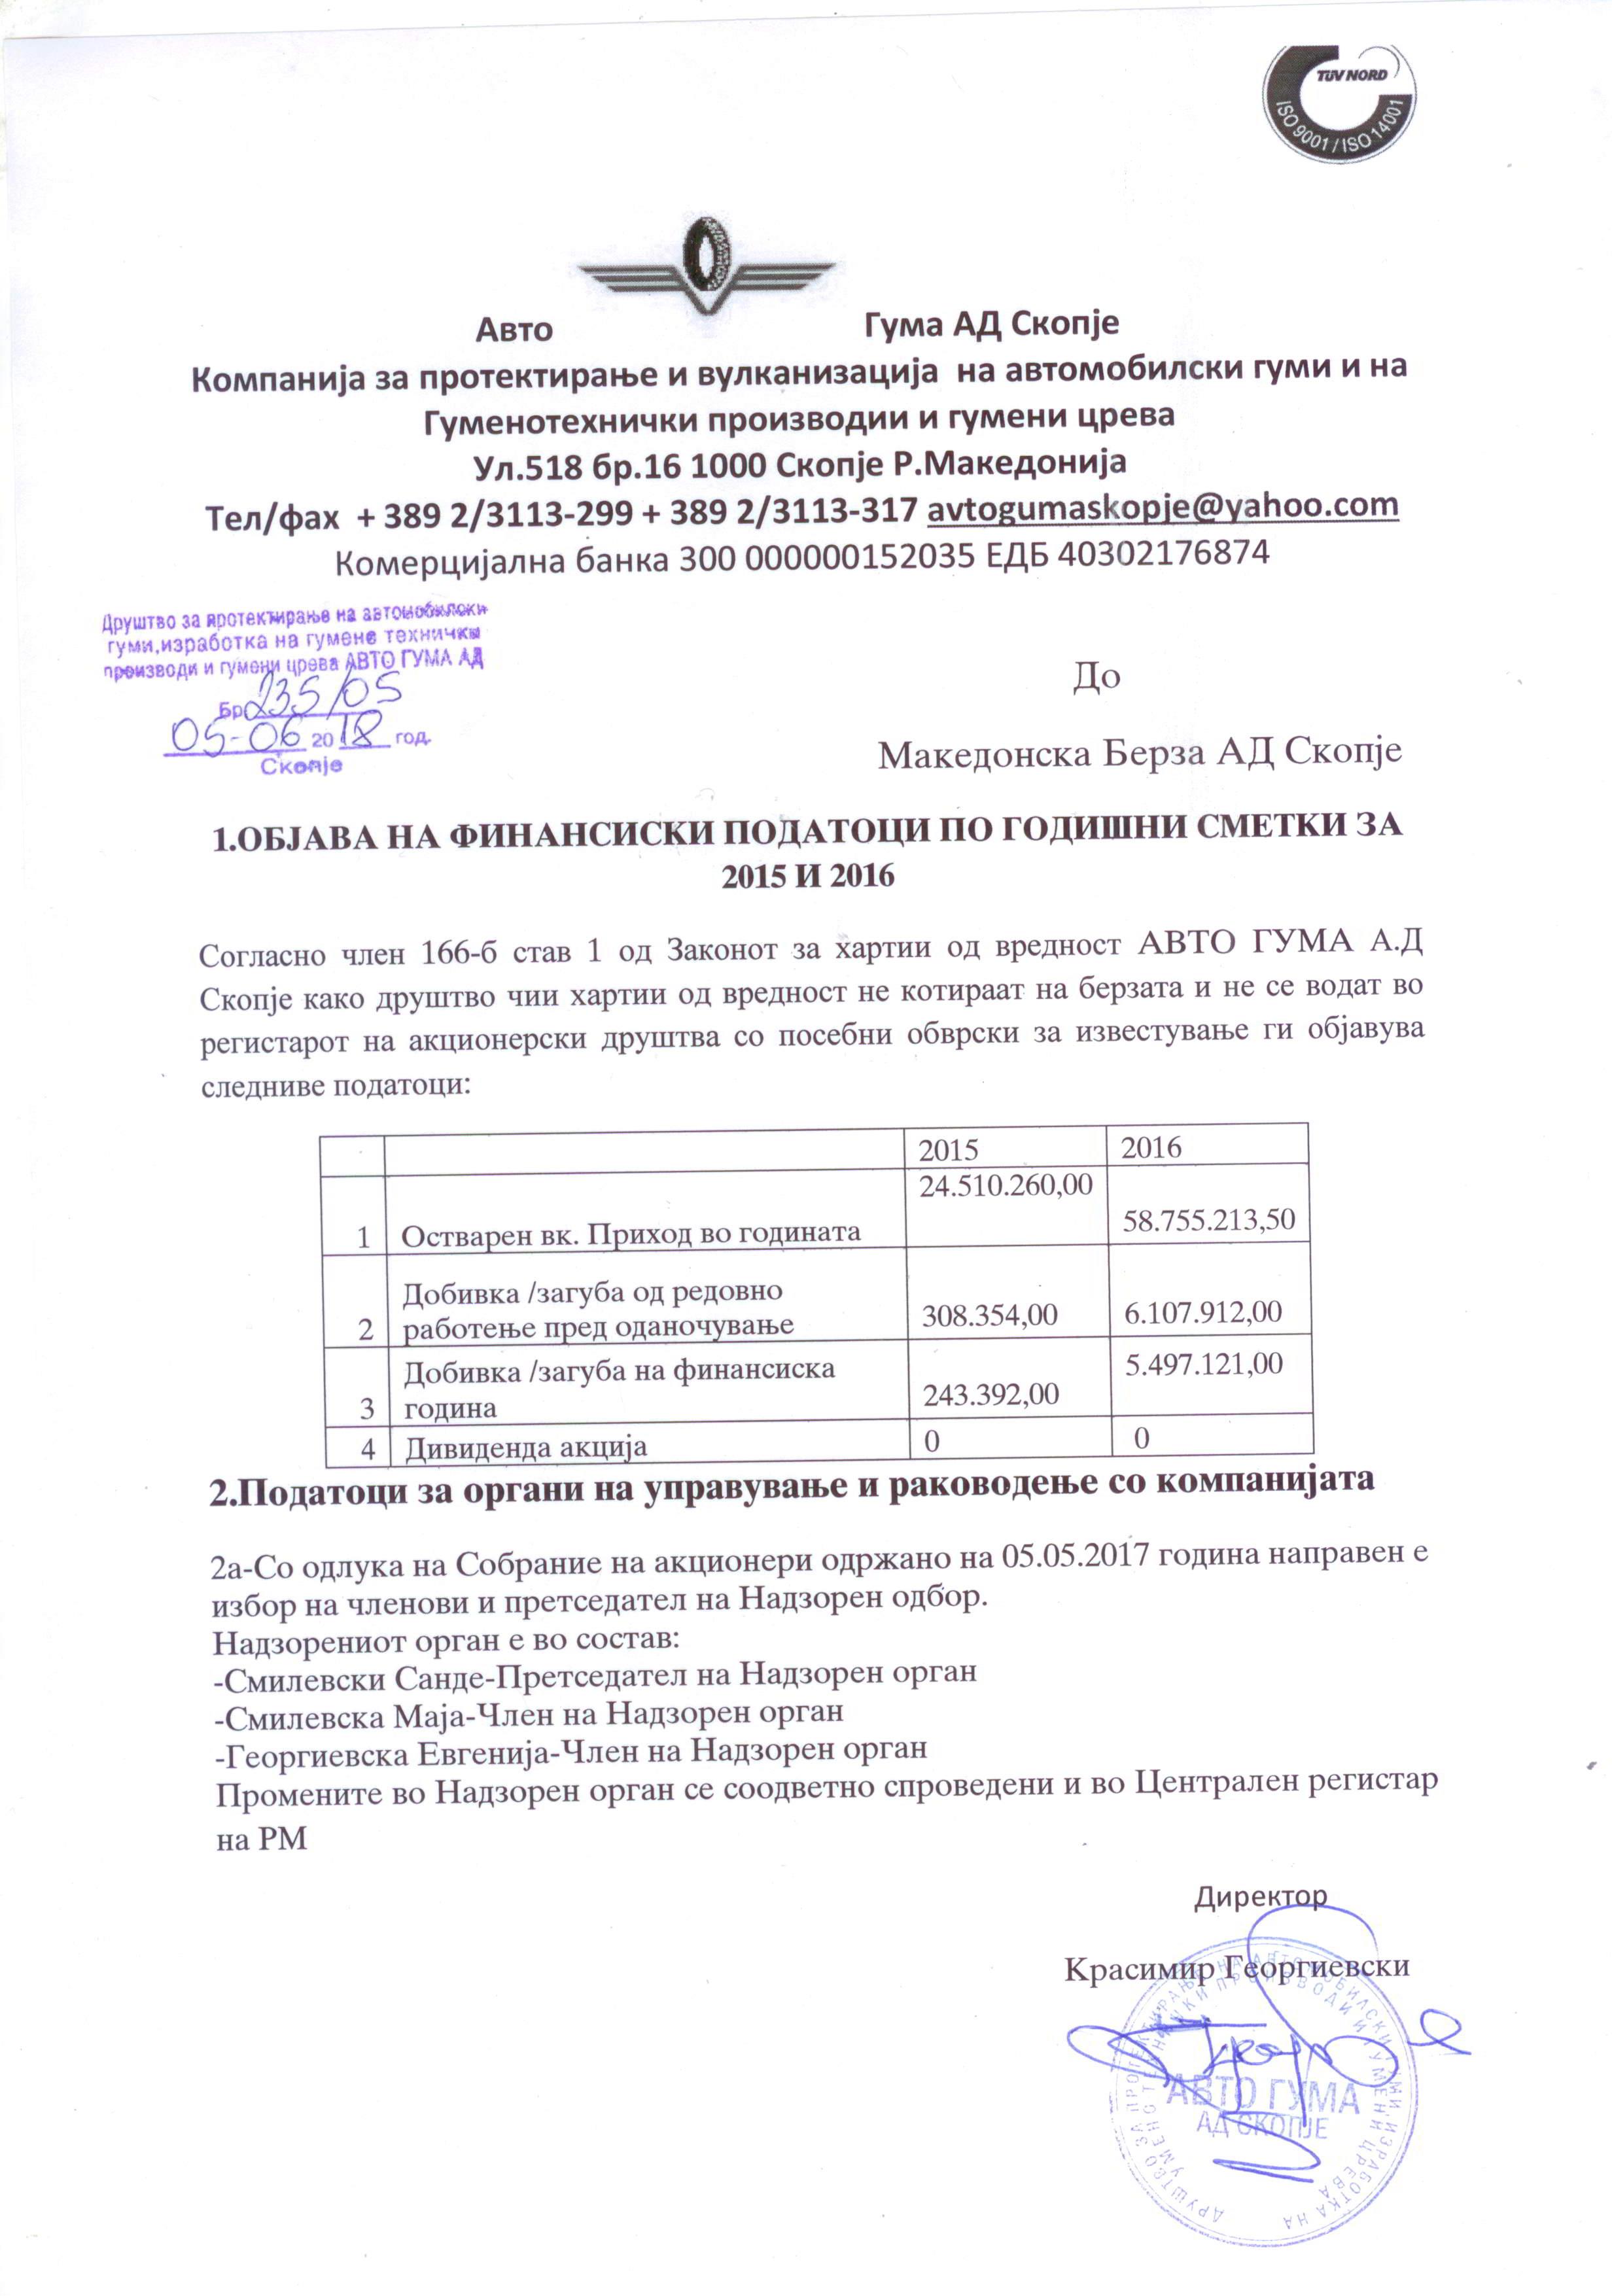 TÜV NORD
ISO 9001 / ISO 14001
Авто Гума АД Скопје
Компанија за протектирање и вулканизација на автомобилски гуми и на
Гуменотехнички производии и гумени црева
Ул.518 бр.16 1000 Скопје Р.Македонија
Тел/фах + 389 2/3113-299 + 389 2/3113-317 avtogumaskopje@yahoo.com
Комерцијална банка 300 000000152035 ЕДБ 40302176874
Друштво за протектирање на автомобилски
гуми,изработка на гумене технички
производи и гумени црева АВТО ГУМА АД
Бр 235/05
05-06 2018 год.
Скопје
До
Македонска Берза АД Скопје
1.ОБЈАВА НА ФИНАНСИСКИ ПОДАТОЦИ ПО ГОДИШНИ СМЕТКИ ЗА
2015 И 2016
Согласно член 166-б став 1 од Законот за хартии од вредност АВТО ГУМА А.Д
Скопје како друштво чии хартии од вредност не котираат на берзата и не се водат во
регистарот на акционерски друштва со посебни обврски за известување ги објавува
следниве податоци:
2015 2016
1 Остварен вк. Приход во годината 24.510.260,00 58.755.213,50
2 Добивка /загуба од редовно
работење пред оданочување 308.354,00 6.107.912,00
3 Добивка /загуба на финансиска
година 243.392,00 5.497.121,00
4 Дивиденда акција 0 0
2.Податоци за органи на управување и раководење со компанијата
2а-Со одлука на Собрание на акционери одржано на 05.05.2017 година направен е
избор на членови и претседател на Надзорен одбор.
Надзорениот орган е во состав:
-Смилевски Санде-Претседател на Надзорен орган
-Смилевска Маја-Член на Надзорен орган
-Георгиевска Евгенија-Член на Надзорен орган
Промените во Надзорен орган се соодветно спроведени и во Централен регистар
на РМ
Директор
Красимир Георгиевски
ДРУШТВО ЗА ПРОТЕКТИРАЊЕ НА АВТОМОБИЛСКИ ГУМИ, ИЗРАБОТКА НА
ГУМЕНО ТЕХНИЧКИ ПРОИЗВОДИ И ГУМЕНИ ЦРЕВА
АВТО ГУМА
АД СКОПЈЕ